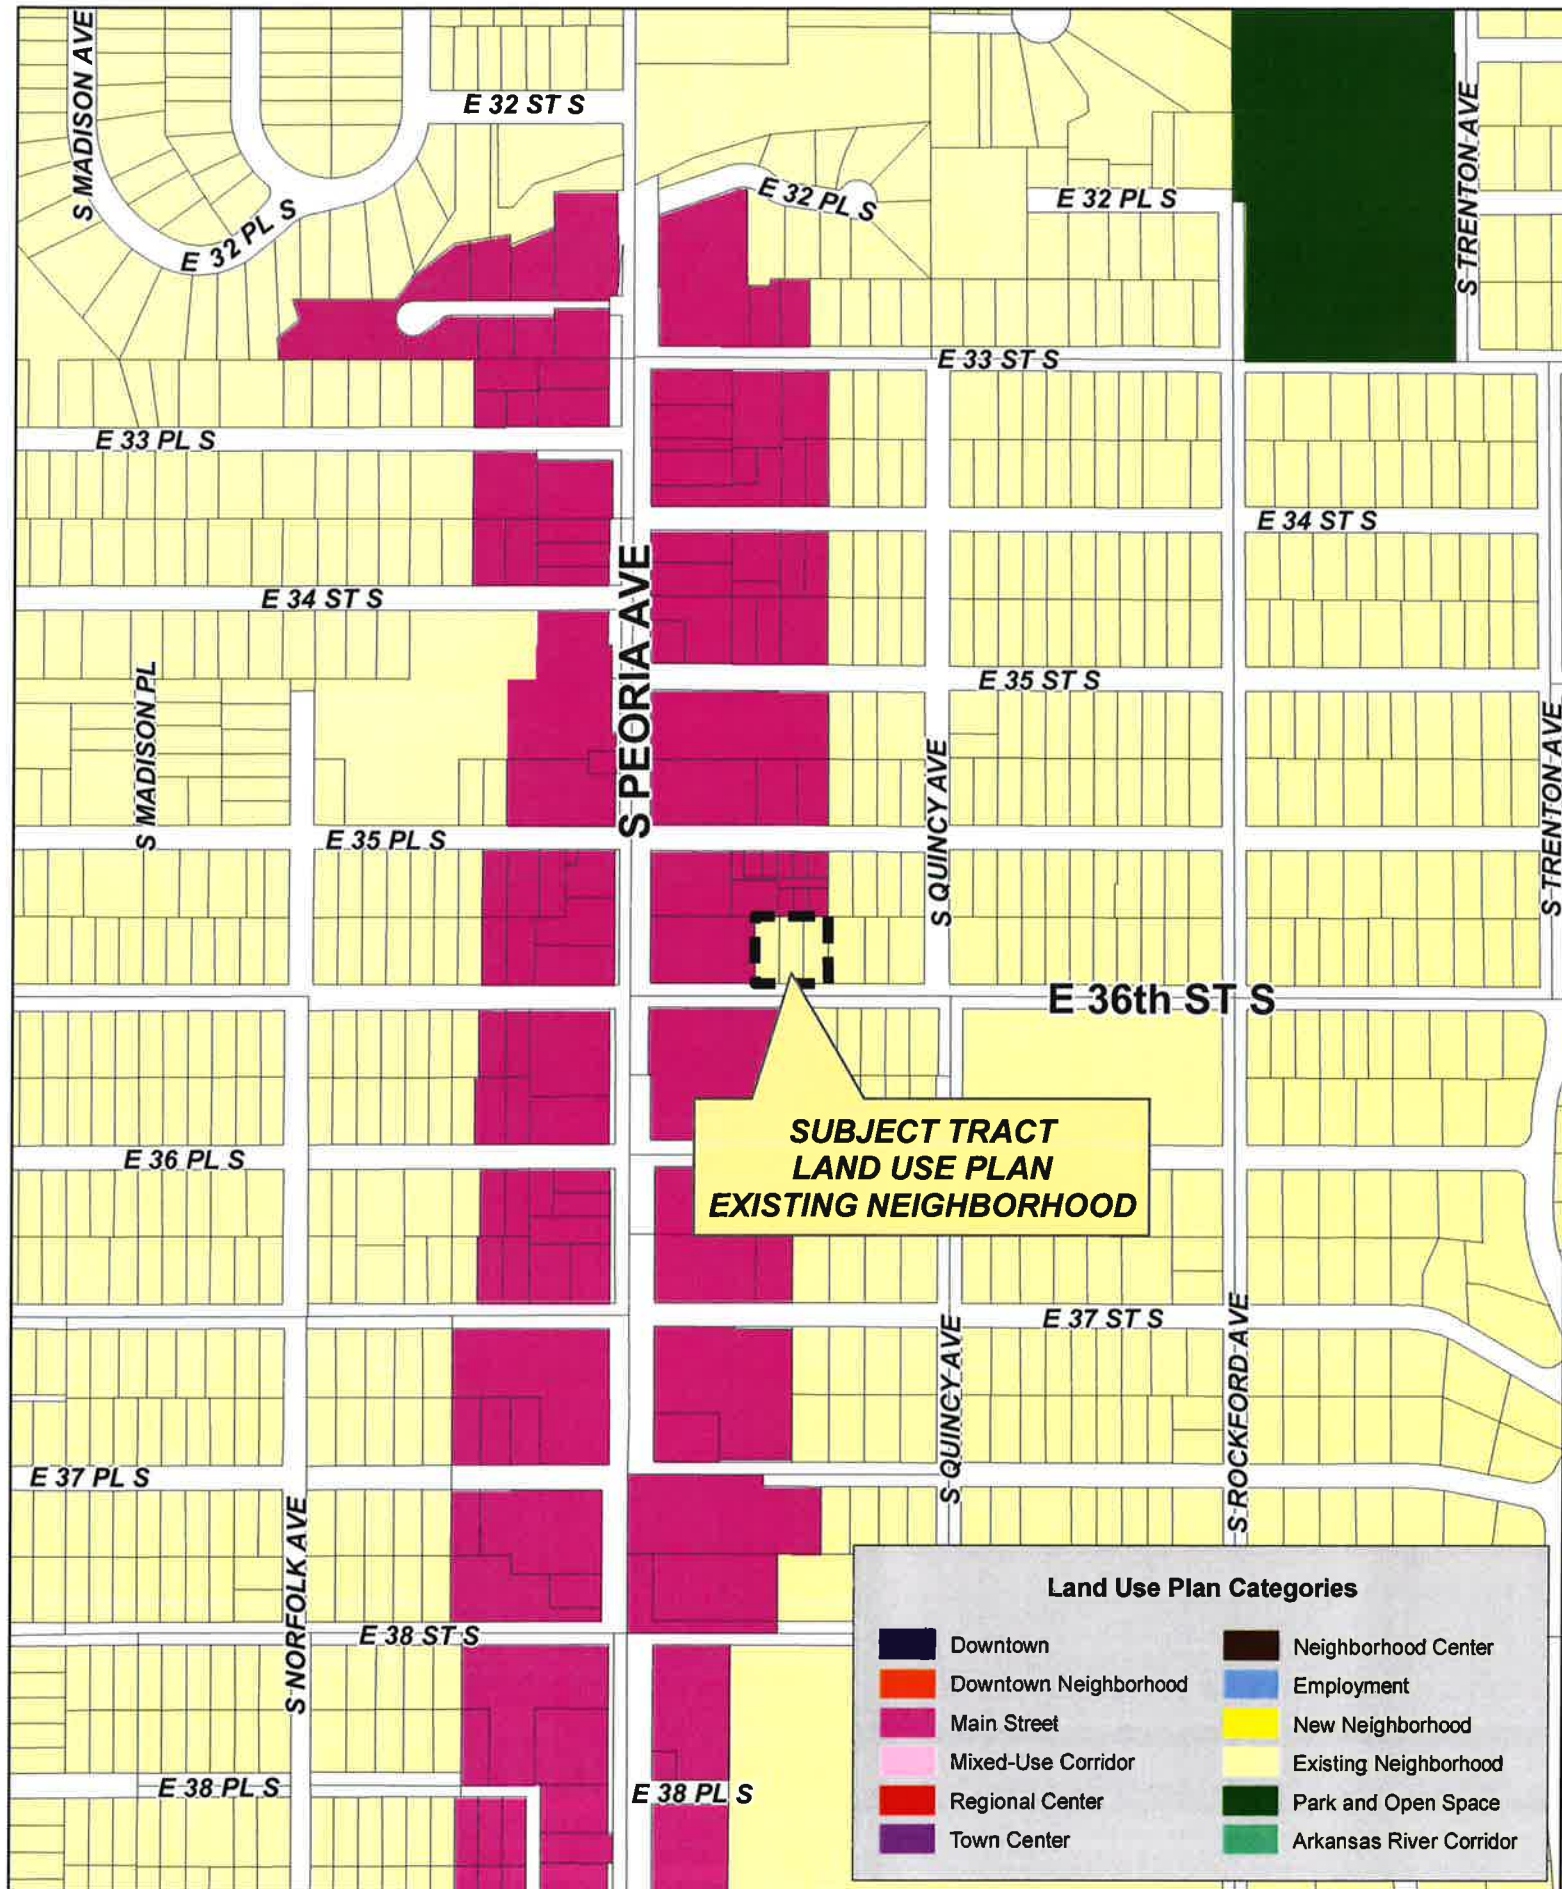 S MADISON AVE
E 32 ST S
S TRENTON AVE
E 32 PL S
E 32 PL S
E 32 PL S
E 33 ST S
E 33 PL S
E 34 ST S
E 34 ST S
S PEORIA AVE
S MADISON PL
E 35 ST S
S QUINCY AVE
S TRENTON AVE
E 35 PL S
E 36th ST S
SUBJECT TRACT
LAND USE PLAN
EXISTING NEIGHBORHOOD
E 36 PL S
E 37 ST S
S QUINCY AVE
S ROCKFORD AVE
E 37 PL S
S NORFOLK AVE
E 38 ST S
E 38 PL S
E 38 PL S
Land Use Plan Categories
Downtown
Downtown Neighborhood
Main Street
Mixed-Use Corridor
Regional Center
Town Center
Neighborhood Center
Employment
New Neighborhood
Existing Neighborhood
Park and Open Space
Arkansas River Corridor